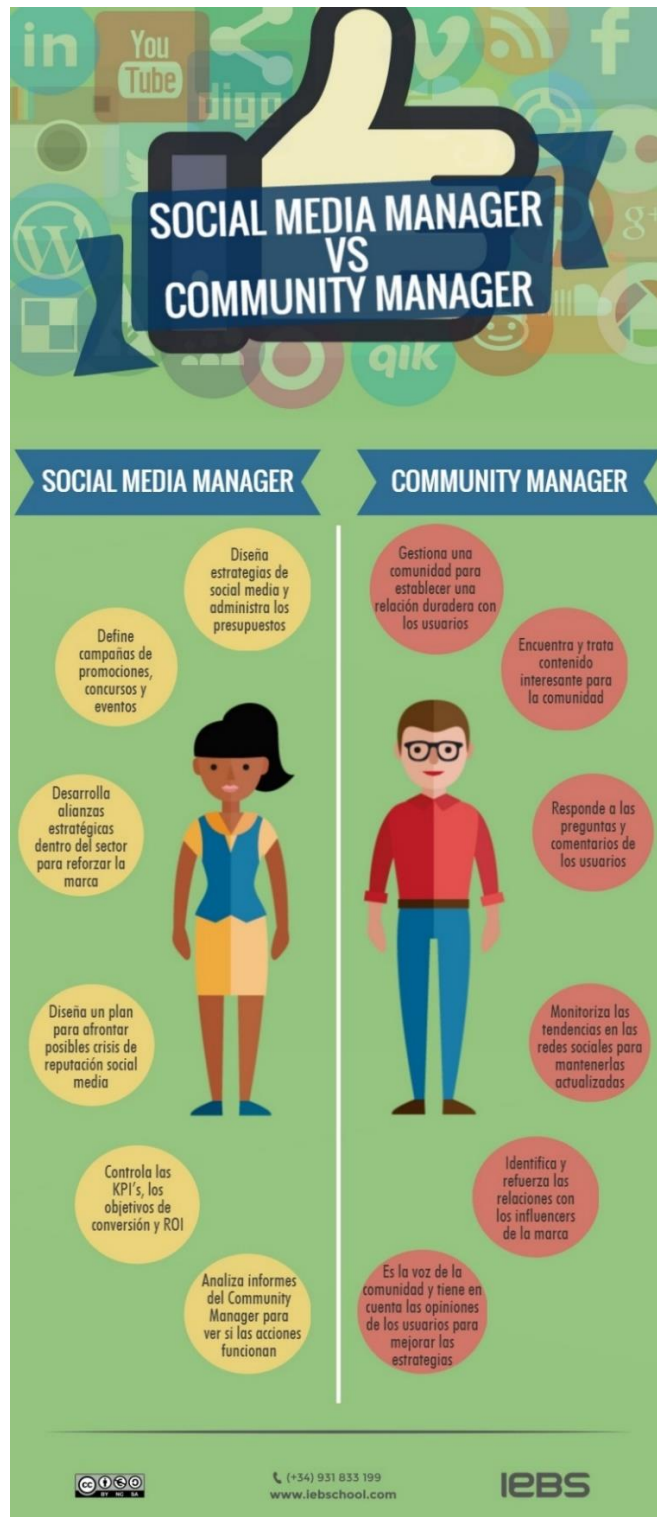 in
You
Tube
digg
f
g+
qik
SOCIAL MEDIA MANAGER
VS
COMMUNITY MANAGER
SOCIAL MEDIA MANAGER
Diseña
estrategias de
social media y
administra los
presupuestos
Define
campañas de
promociones,
concursos y
eventos
Desarrolla
alianzas
estratégicas
dentro del sector
para reforzar la
marca
Diseña un plan
para afrontar
posibles crisis de
reputación social
media
Controla las
KPI's, los
objetivos de
conversión y ROI
Analiza informes
del Community
Manager para
ver si las acciones
funcionan
COMMUNITY MANAGER
Gestiona una
comunidad para
establecer una
relación duradera con
los usuarios
Encuentra y trata
contenido
interesante para
la comunidad
Responde a las
preguntas y
comentarios de
los usuarios
Monitoriza las
tendencias en las
redes sociales para
mantenerlas
actualizadas
Identifica y
refuerza las
relaciones con
los influencers
de la marca
Es la voz de la
comunidad y tiene en
cuenta las opiniones
de los usuarios para
mejorar las
estrategias
cc
BY NC SA
(+34) 931 833 199
www.iebschool.com
IEBS